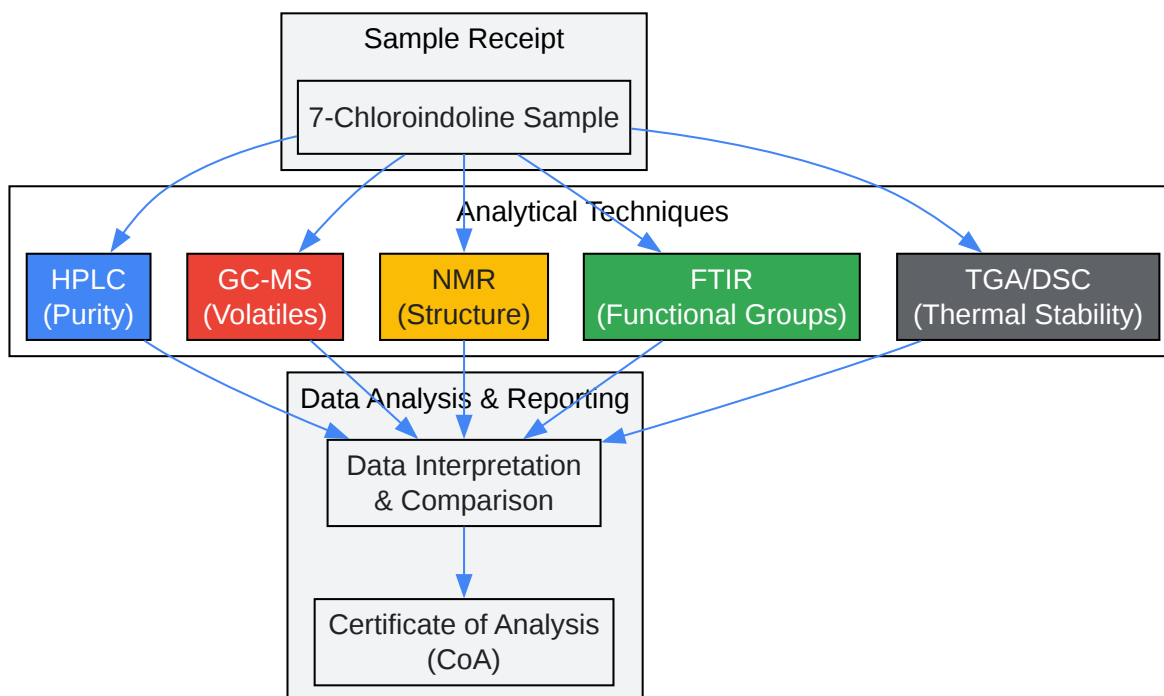 Sample Receipt
7-Chloroindoline Sample
Analytical Techniques
HPLC
(Purity)
GC-MS
(Volatiles)
NMR
(Structure)
FTIR
(Functional Groups)
TGA/DSC
(Thermal Stability)
Data Analysis & Reporting
Data Interpretation
& Comparison
Certificate of Analysis
(CoA)